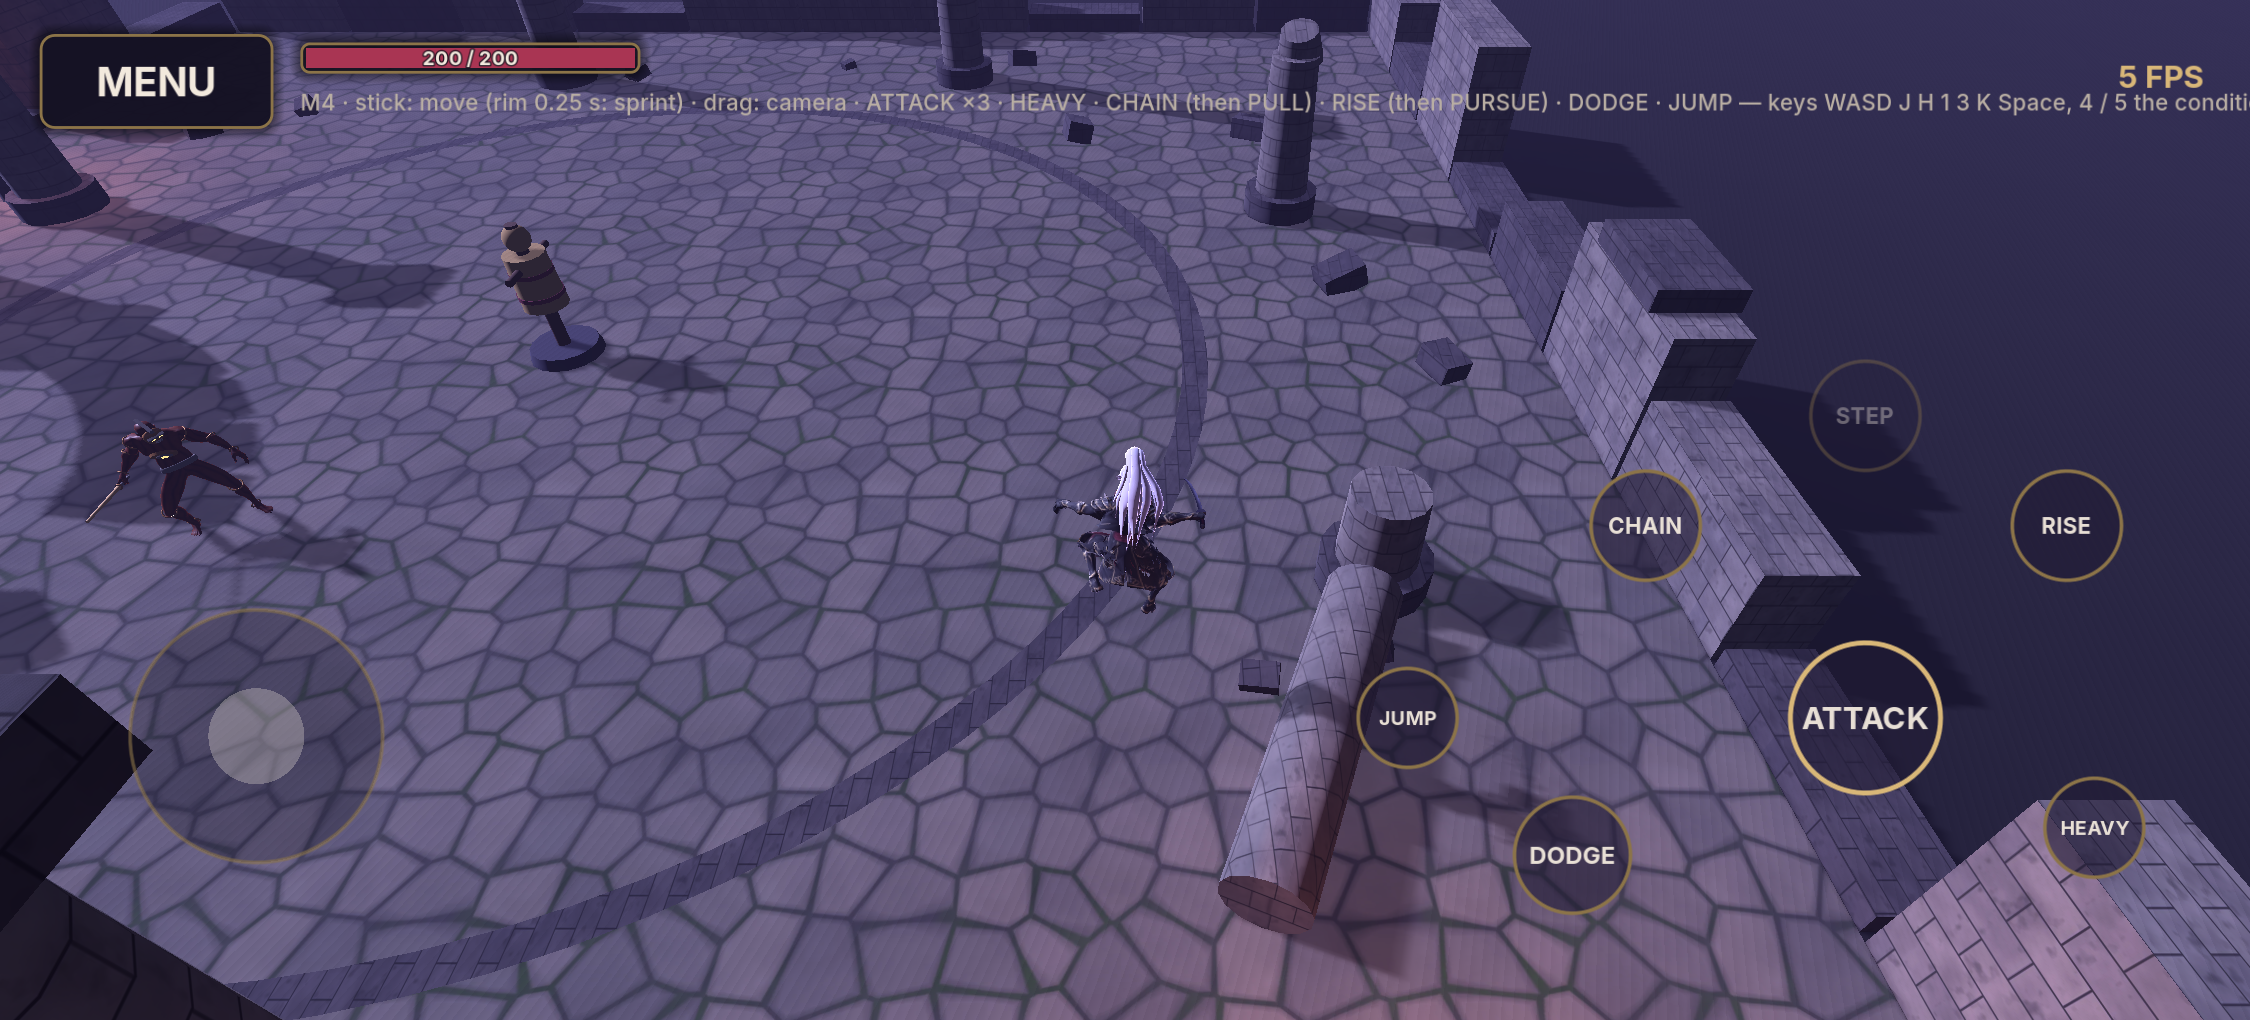 MENU
200 / 200
5 FPS
M4 · stick: move (rim 0.25 s: sprint) · drag: camera · ATTACK ×3 · HEAVY · CHAIN (then PULL) · RISE (then PURSUE) · DODGE · JUMP — keys WASD J H 1 3 K Space, 4 / 5 the conditi
STEP
CHAIN
RISE
JUMP
ATTACK
HEAVY
DODGE